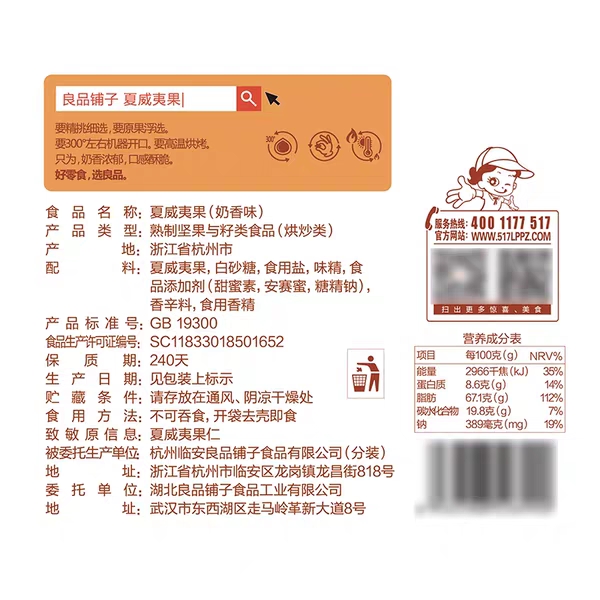 良品铺子 夏威夷果
要精挑细选，要原果浮选。
要300°左右机器开口。要高温烘烤。
只为，奶香浓郁，口感酥脆。
好零食，选良品。
300°
食品名称：夏威夷果（奶香味）
产品类型：熟制坚果与籽类食品（烘炒类）
产地：浙江省杭州市
配料：夏威夷果，白砂糖，食用盐，味精，食
品添加剂（甜蜜素，安赛蜜，糖精钠），
香辛料，食用香精
产品标准号：GB 19300
食品生产许可证编号：SC11833018501652
保质期：240天
生产日期：见包装上标示
贮藏条件：请存放在通风、阴凉干燥处
食用方法：不可吞食，开袋去壳即食
致敏原信息：夏威夷果仁
被委托生产单位：杭州临安良品铺子食品有限公司（分装）
地址：浙江省杭州市临安区龙岗镇龙昌街818号
委托单位：湖北良品铺子食品工业有限公司
地址：武汉市东西湖区走马岭革新大道8号
服务热线：400 1177 517
官方网站：WWW.517LPPZ.COM
扫出更多惊喜、美食
营养成分表
项目 每100克(g) NRV%
能量 2966千焦(kJ) 35%
蛋白质 8.6克(g) 14%
脂肪 67.1克(g) 112%
碳水化合物 19.8克(g) 7%
钠 389毫克(mg) 19%